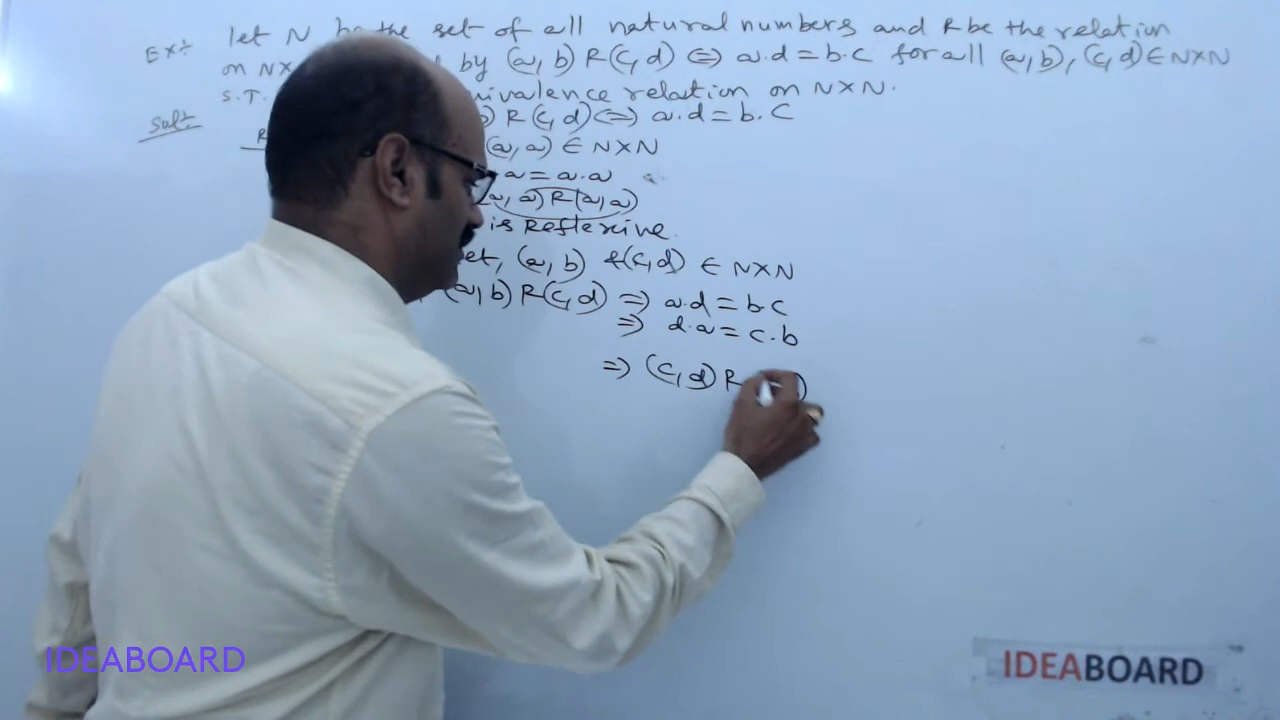 Ex:- let N the set of all natural numbers and R be the relation
on NX by (a, b) R (c, d) <=> a.d = b.c for all (a, b), (c, d) ∈ N×N
S.T. equivalence relation on N×N.
Sol:- ) R (c, d) <=> a.d = b.c
(a, a) ∈ N×N
a = a.a
a, a) R (a, a)
is Reflexive.
let, (a, b) & (c, d) ∈ N×N
(a, b) R (c, d) => a.d = b.c
=> d.a = c.b
=> (c, d) R
IDEABOARD
IDEABOARD